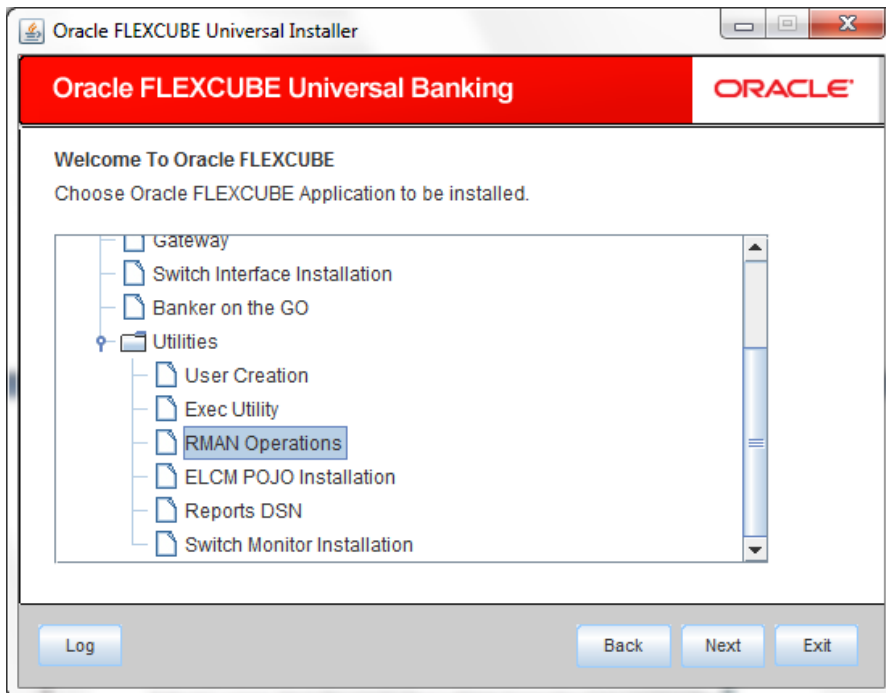 Oracle FLEXCUBE Universal Installer
Oracle FLEXCUBE Universal Banking
ORACLE
Welcome To Oracle FLEXCUBE
Choose Oracle FLEXCUBE Application to be installed.
Gateway
Switch Interface Installation
Banker on the GO
Utilities
User Creation
Exec Utility
RMAN Operations
ELCM POJO Installation
Reports DSN
Switch Monitor Installation
Log Back Next Exit